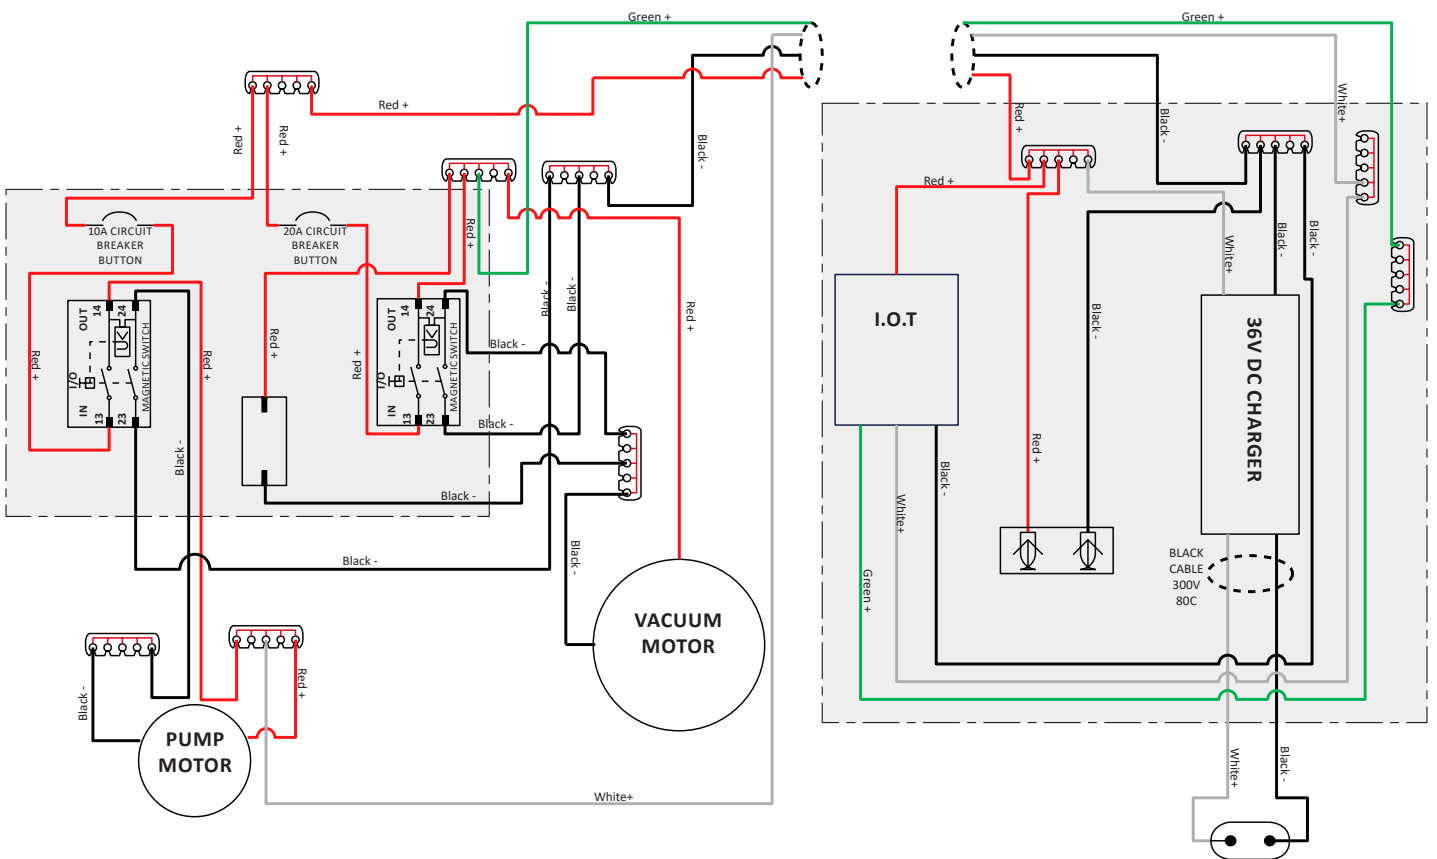 Green +
Green +
Red +
Red +
Red +
Black -
Red +
Black -
White+
Red +
Red +
10A CIRCUIT
BREAKER
BUTTON
20A CIRCUIT
BREAKER
BUTTON
Black -
Black -
Red +
White+
Black -
Black -
OUT
14
24
I/O
IN
13
23
MAGNETIC SWITCH
Red +
Red +
Red +
Red +
OUT
14
24
I/O
IN
13
23
MAGNETIC SWITCH
Black -
Black -
Black -
Black -
I.O.T
Black -
36V DC CHARGER
Red +
Black -
White+
Black -
Black -
BLACK
CABLE
300V
80C
Green +
VACUUM
MOTOR
Black -
Red +
PUMP
MOTOR
White+
White+
Black -